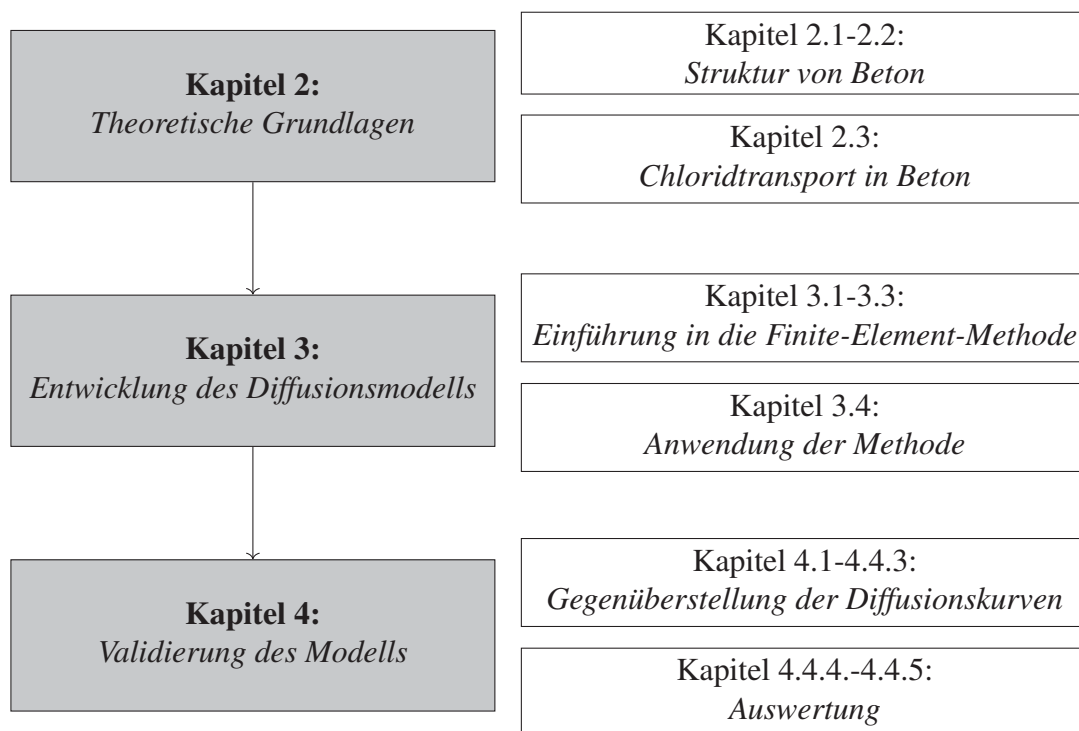 Kapitel 2:
Theoretische Grundlagen
Kapitel 2.1-2.2:
Struktur von Beton
Kapitel 2.3:
Chloridtransport in Beton
Kapitel 3:
Entwicklung des Diffusionsmodells
Kapitel 3.1-3.3:
Einführung in die Finite-Element-Methode
Kapitel 3.4:
Anwendung der Methode
Kapitel 4:
Validierung des Modells
Kapitel 4.1-4.4.3:
Gegenüberstellung der Diffusionskurven
Kapitel 4.4.4.-4.4.5:
Auswertung